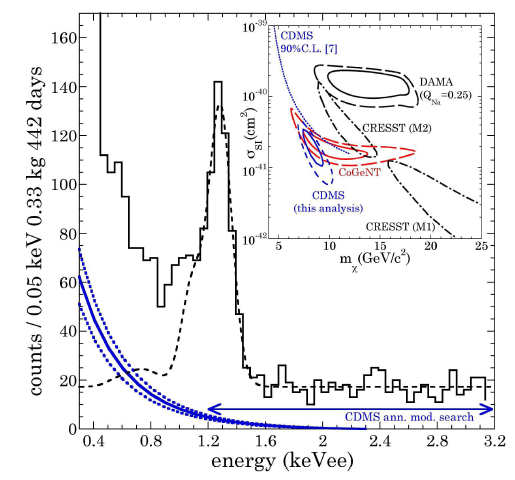 counts / 0.05 keV 0.33 kg 442 days
160
140
120
100
80
60
40
20
0
0.4
0.8
1.2
1.6
2
2.4
2.8
3.2
energy (keVee)
CDMS ann. mod. search
σSI(cm²)
10-39
10-40
10-41
10-42
5
10
15
20
25
mχ(GeV/c²)
CDMS
90%C.L. [7]
DAMA
(QNa=0.25)
CRESST (M2)
CoGeNT
CDMS
(this analysis)
CRESST (M1)